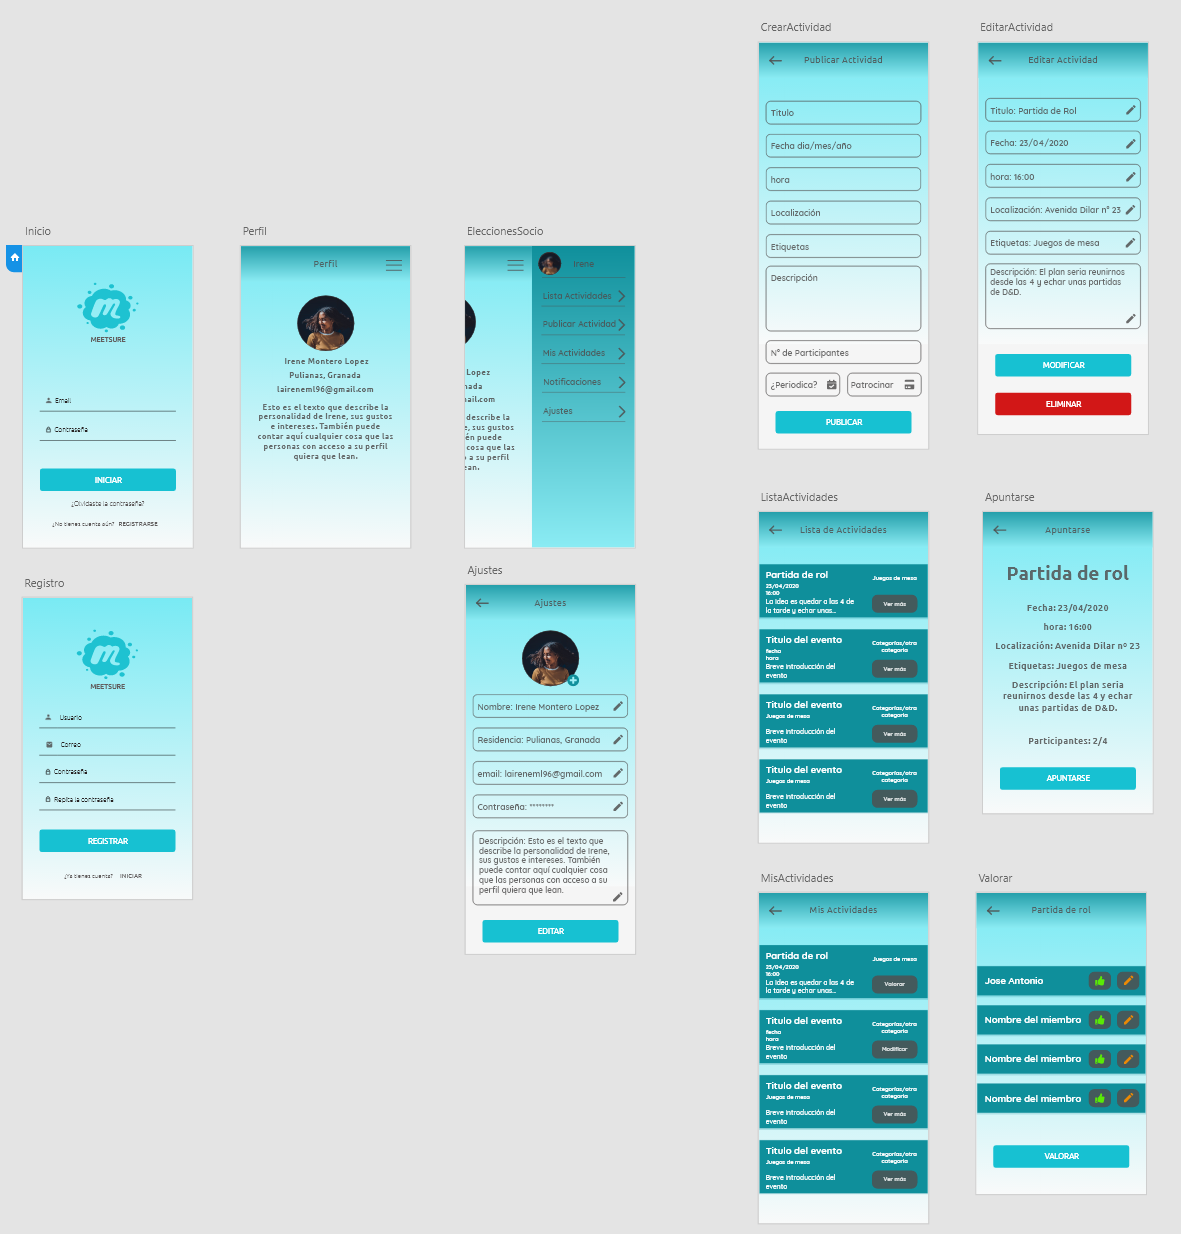 CrearActividad
Publicar Actividad
Titulo
Fecha dia/mes/año
hora
Localización
Etiquetas
Descripción
Nº de Participantes
¿Periodica?
Patrocinar
PUBLICAR
EditarActividad
Editar Actividad
Titulo: Partida de Rol
Fecha: 23/04/2020
hora: 16:00
Localización: Avenida Dilar nº 23
Etiquetas: Juegos de mesa
Descripción: El plan seria reunirnos
desde las 4 y echar unas partidas
de D&D.
MODIFICAR
ELIMINAR
Inicio
MEETSURE
Email
Contraseña
INICIAR
¿Olvidaste la contraseña?
¿No tienes cuenta aún? REGISTRARSE
Perfil
Perfil
Irene Montero Lopez
Pulianas, Granada
laireneml96@gmail.com
Esto es el texto que describe la
personalidad de Irene, sus gustos
e intereses. También puede
contar aquí cualquier cosa que las
personas con acceso a su perfil
quiera que lean.
EleccionesSocio
Irene
Lista Actividades
Publicar Actividad
Mis Actividades
Notificaciones
Ajustes
Lopez
ada
ail.com
describe la
e, sus gustos
én puede
cosa que las
a su perfil
ean.
Registro
MEETSURE
Usuario
Correo
Contraseña
Repita la contraseña
REGISTRAR
¿Ya tienes cuenta? INICIAR
Ajustes
Ajustes
Nombre: Irene Montero Lopez
Residencia: Pulianas, Granada
email: laireneml96@gmail.com
Contraseña: ********
Descripción: Esto es el texto que
describe la personalidad de Irene,
sus gustos e intereses. También
puede contar aquí cualquier cosa
que las personas con acceso a su
perfil quiera que lean.
EDITAR
ListaActividades
Lista de Actividades
Partida de rol
Juegos de mesa
23/04/2020
16:00
La idea es quedar a las 4 de
la tarde y echar unas...
Ver más
Titulo del evento
Categorías/otra
categoria
fecha
hora
Breve introducción del
evento
Ver más
Titulo del evento
Categorías/otra
categoria
Juegos de mesa
Breve introducción del
evento
Ver más
Titulo del evento
Categorías/otra
categoria
Juegos de mesa
Breve introducción del
evento
Ver más
Apuntarse
Apuntarse
Partida de rol
Fecha: 23/04/2020
hora: 16:00
Localización: Avenida Dilar nº 23
Etiquetas: Juegos de mesa
Descripción: El plan seria
reunirnos desde las 4 y echar
unas partidas de D&D.
Participantes: 2/4
APUNTARSE
MisActividades
Mis Actividades
Partida de rol
Juegos de mesa
23/04/2020
16:00
La idea es quedar a las 4 de
la tarde y echar unas...
Valorar
Titulo del evento
Categorías/otra
categoria
fecha
hora
Breve introducción del
evento
Modificar
Titulo del evento
Categorías/otra
categoria
Juegos de mesa
Breve introducción del
evento
Ver más
Titulo del evento
Categorías/otra
categoria
Juegos de mesa
Breve introducción del
evento
Ver más
Valorar
Partida de rol
Jose Antonio
Nombre del miembro
Nombre del miembro
Nombre del miembro
VALORAR